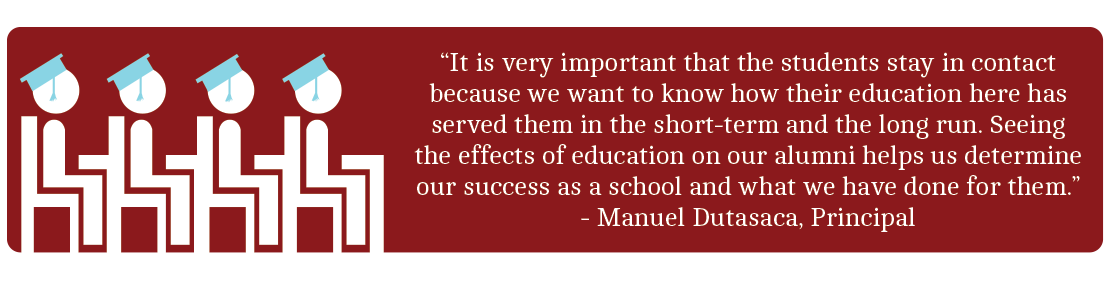 “It is very important that the students stay in contact
because we want to know how their education here has
served them in the short-term and the long run. Seeing
the effects of education on our alumni helps us determine
our success as a school and what we have done for them.”
- Manuel Dutasaca, Principal